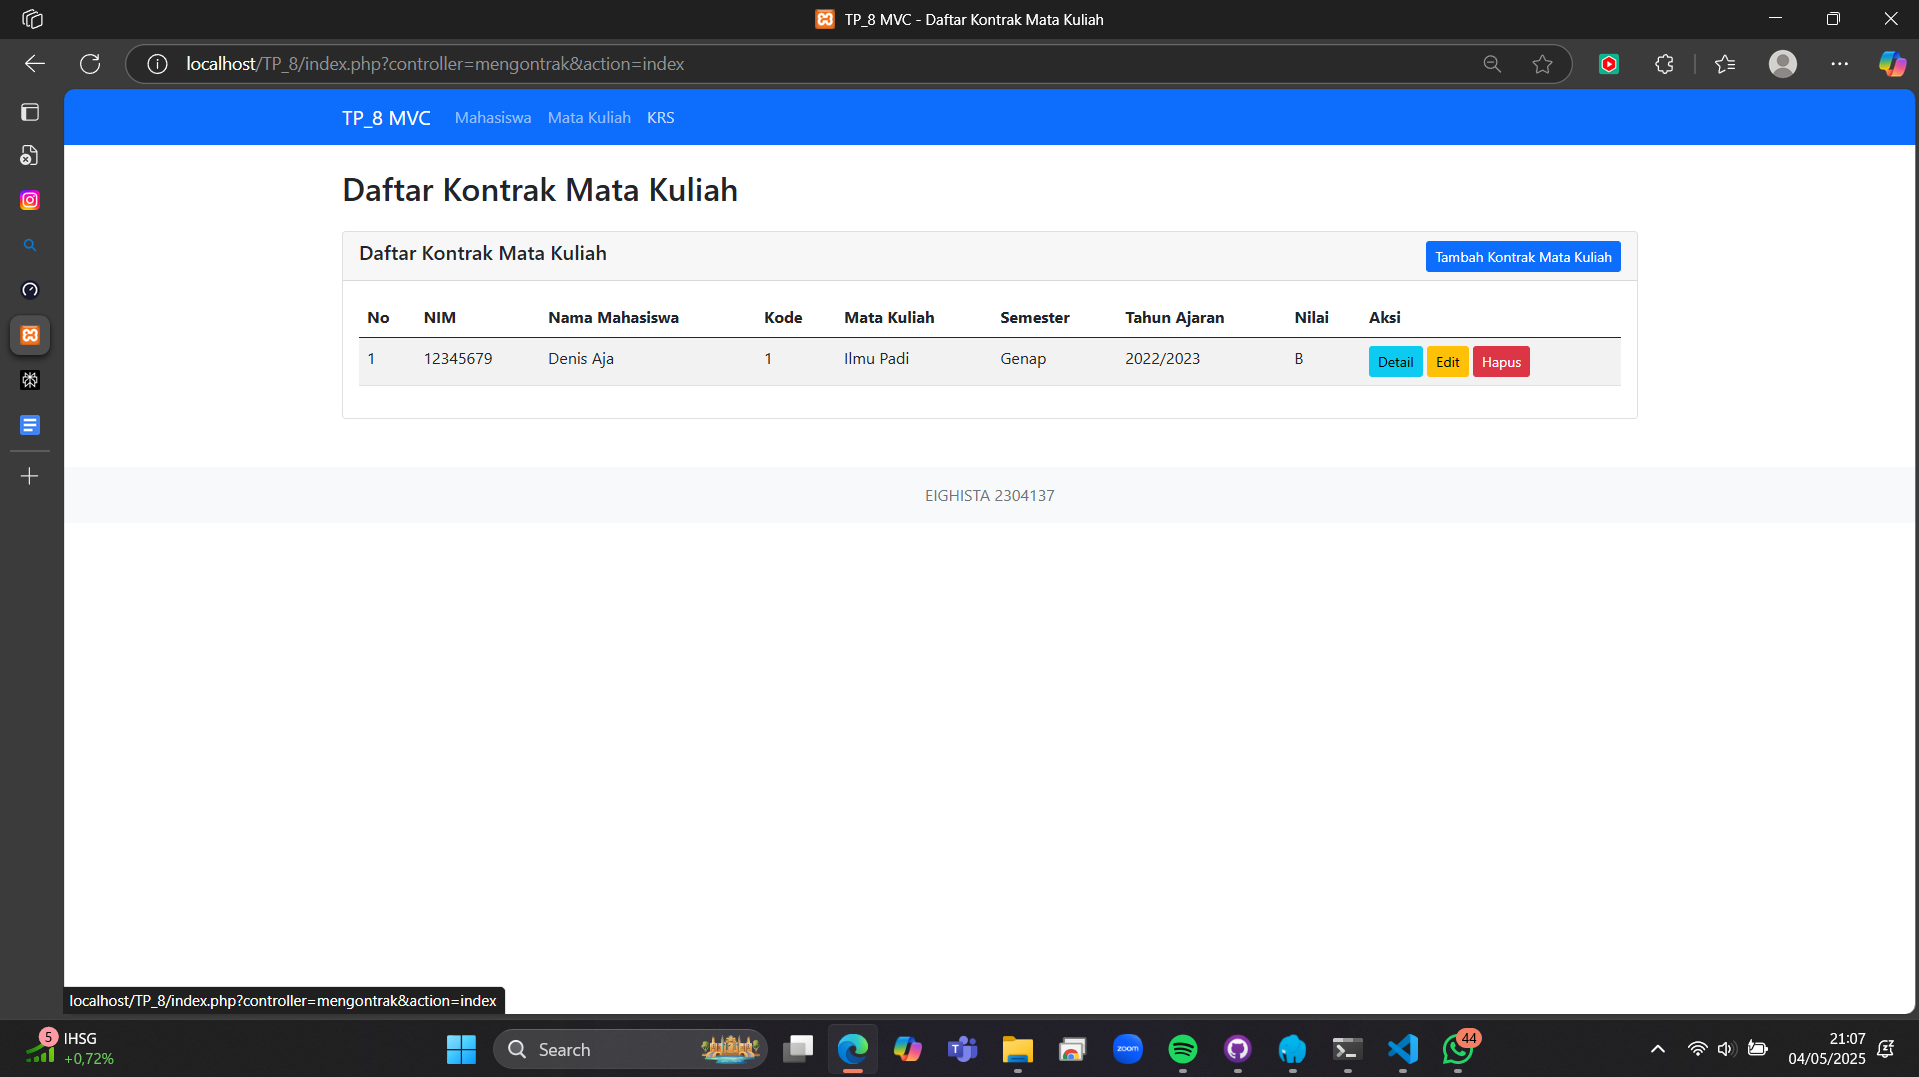 TP_8 MVC - Daftar Kontrak Mata Kuliah
localhost/TP_8/index.php?controller=mengontrak&action=index
TP_8 MVC Mahasiswa Mata Kuliah KRS
Daftar Kontrak Mata Kuliah
Daftar Kontrak Mata Kuliah Tambah Kontrak Mata Kuliah
No NIM Nama Mahasiswa Kode Mata Kuliah Semester Tahun Ajaran Nilai Aksi
1 12345679 Denis Aja 1 Ilmu Padi Genap 2022/2023 B Detail Edit Hapus
EIGHISTA 2304137
localhost/TP_8/index.php?controller=mengontrak&action=index
5 IHSG
+0,72%
Search
zoom
44
21:07
04/05/2025